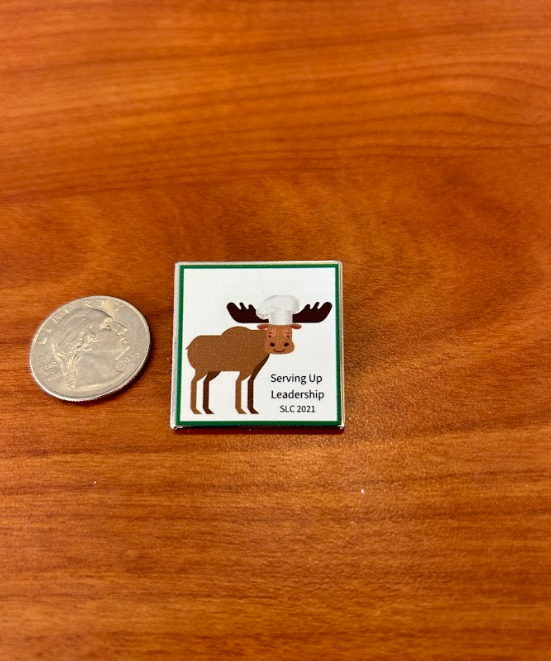 LIBERTY
Serving Up
Leadership
SLC 2021